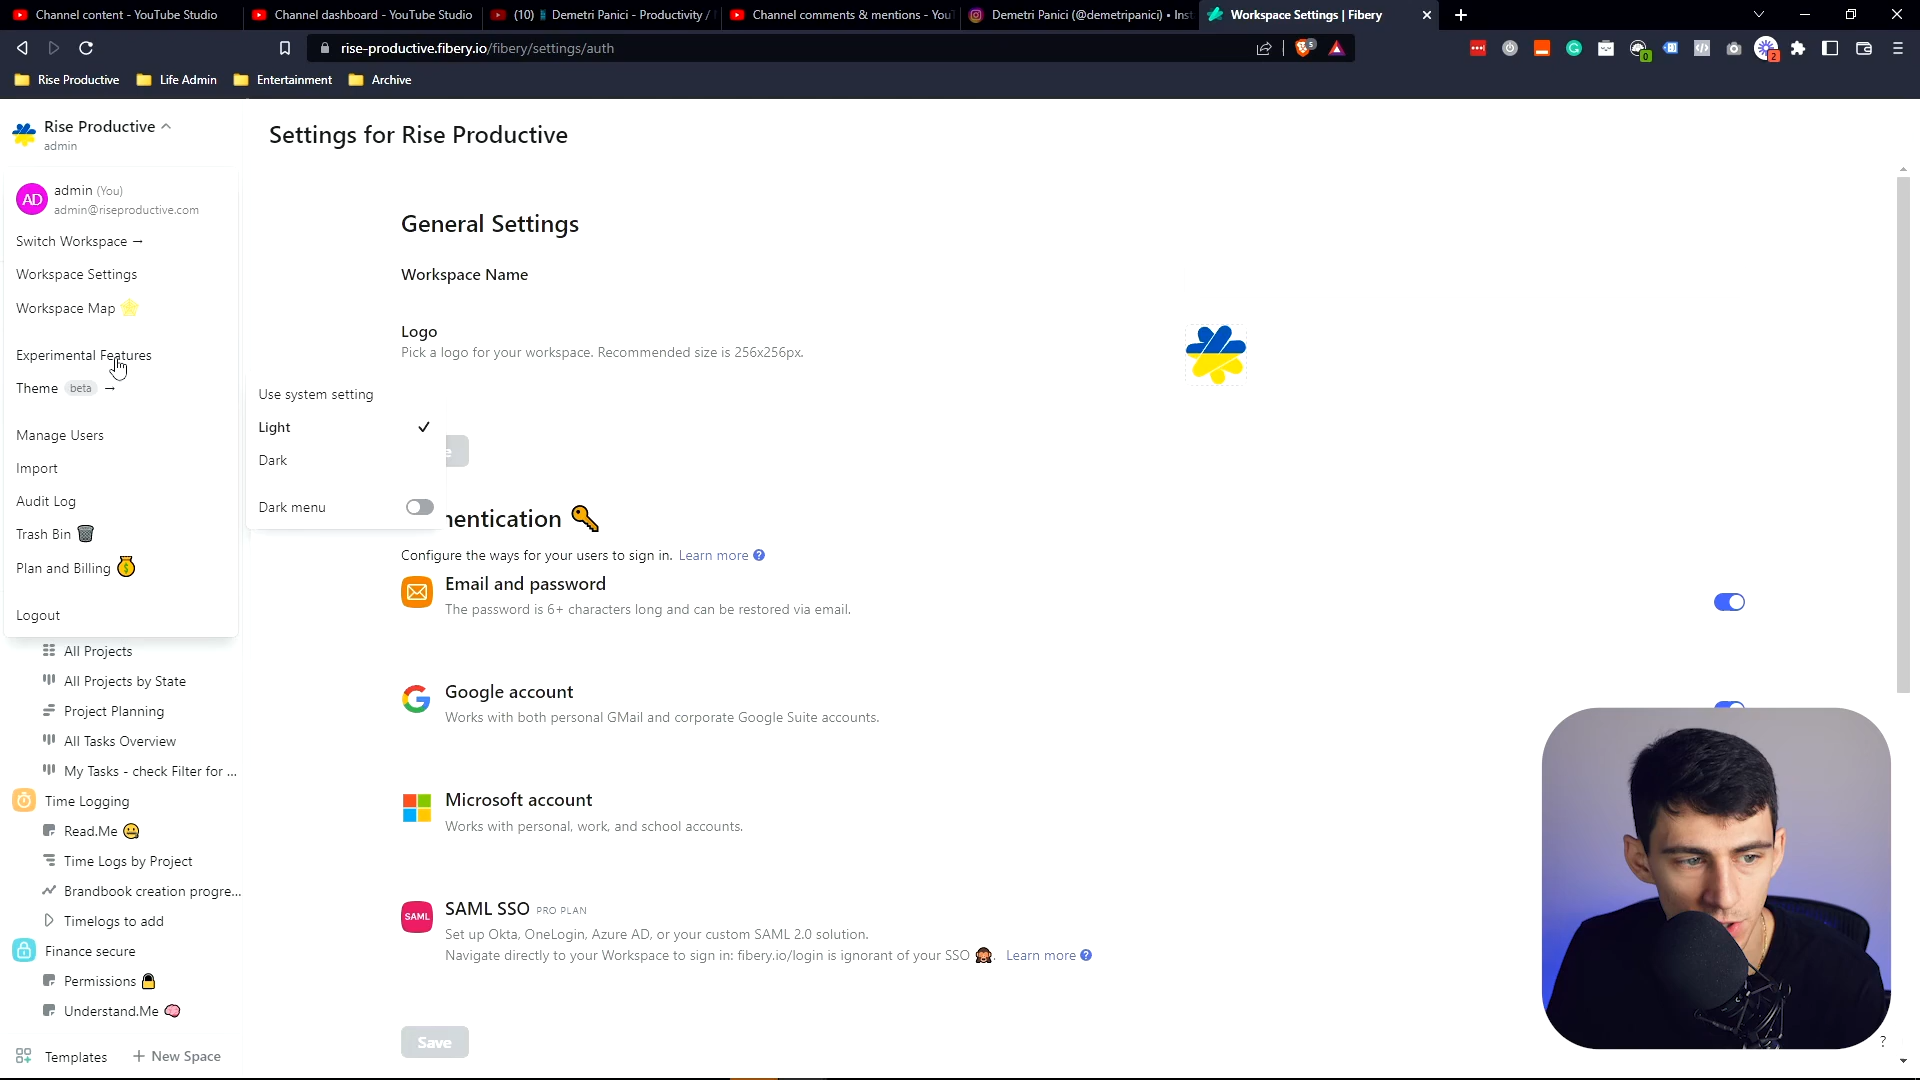 Channel content - YouTube Studio
Channel dashboard - YouTube Studio
(10) Demetri Panici - Productivity /
Channel comments & mentions - You
Demetri Panici (@demetripanici) • Inst
Workspace Settings | Fibery
rise-productive.fibery.io/fibery/settings/auth
Rise Productive
Life Admin
Entertainment
Archive
Rise Productive
admin
Settings for Rise Productive
AD
admin (You)
admin@riseproductive.com
Switch Workspace →
Workspace Settings
Workspace Map
Experimental Features
Theme beta →
Manage Users
Import
Audit Log
Trash Bin
Plan and Billing
Logout
Use system setting
Light
Dark
Dark menu
General Settings
Workspace Name
Logo
Pick a logo for your workspace. Recommended size is 256x256px.
e
nentication
Configure the ways for your users to sign in. Learn more ?
Email and password
The password is 6+ characters long and can be restored via email.
Google account
Works with both personal GMail and corporate Google Suite accounts.
Microsoft account
Works with personal, work, and school accounts.
SAML
SAML SSO PRO PLAN
Set up Okta, OneLogin, Azure AD, or your custom SAML 2.0 solution.
Navigate directly to your Workspace to sign in: fibery.io/login is ignorant of your SSO . Learn more ?
Save
All Projects
All Projects by State
Project Planning
All Tasks Overview
My Tasks - check Filter for ...
Time Logging
Read.Me
Time Logs by Project
Brandbook creation progre...
Timelogs to add
Finance secure
Permissions
Understand.Me
Templates
+ New Space
?